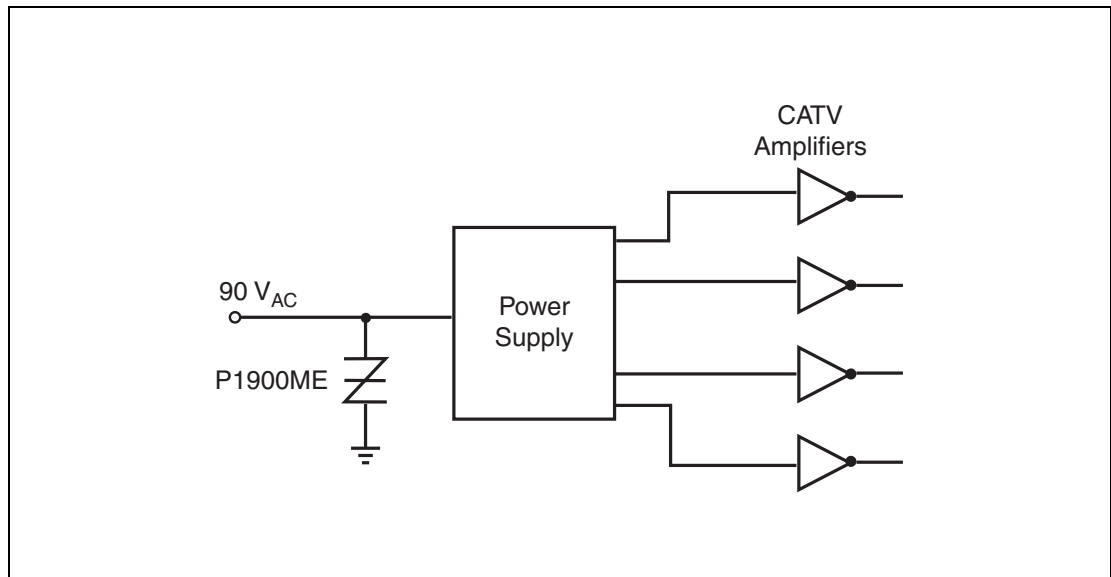 CATV
Amplifiers
90 VAC
Power
Supply
P1900ME